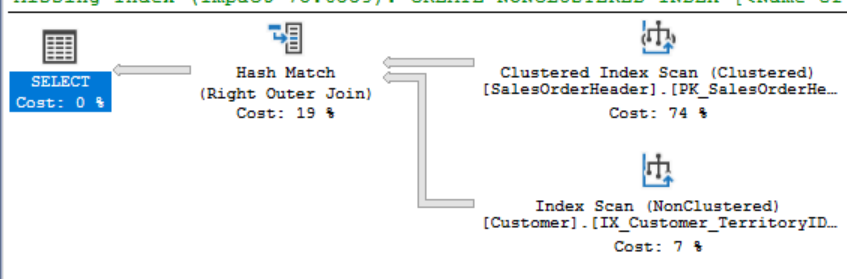 SELECT
Cost: 0 %
Hash Match
(Right Outer Join)
Cost: 19 %
Clustered Index Scan (Clustered)
[SalesOrderHeader].[PK_SalesOrderHe…
Cost: 74 %
Index Scan (NonClustered)
[Customer].[IX_Customer_TerritoryID…
Cost: 7 %